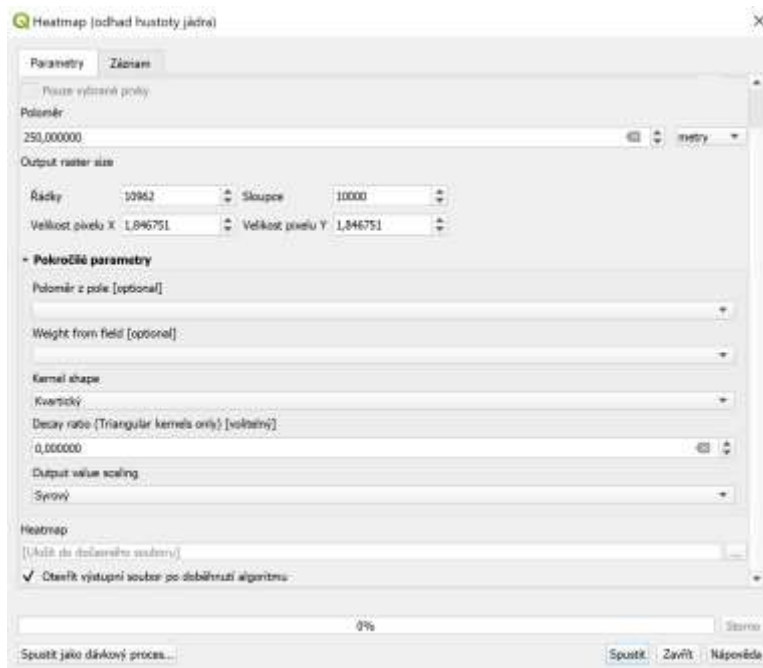 Heatmap (odhad hustoty jádra)
Parametry Záznam
Pouze vybrané prvky
Poloměr
250,000000 metry
Output raster size
Řádky 10962 Sloupce 10000
Velikost pixelu X 1,846751 Velikost pixelu Y 1,846751
Pokročilé parametry
Poloměr z pole [optional]
Weight from field [optional]
Kernel shape
Kvartický
Decay ratio (Triangular kernels only) [volitelný]
0,000000
Output value scaling
Syrový
Heatmap
[Uložit do dočasného souboru] ...
Otevřít výstupní soubor po doběhnutí algoritmu
0% Storno
Spustit jako dávkový proces... Spustit Zavřít Nápověda